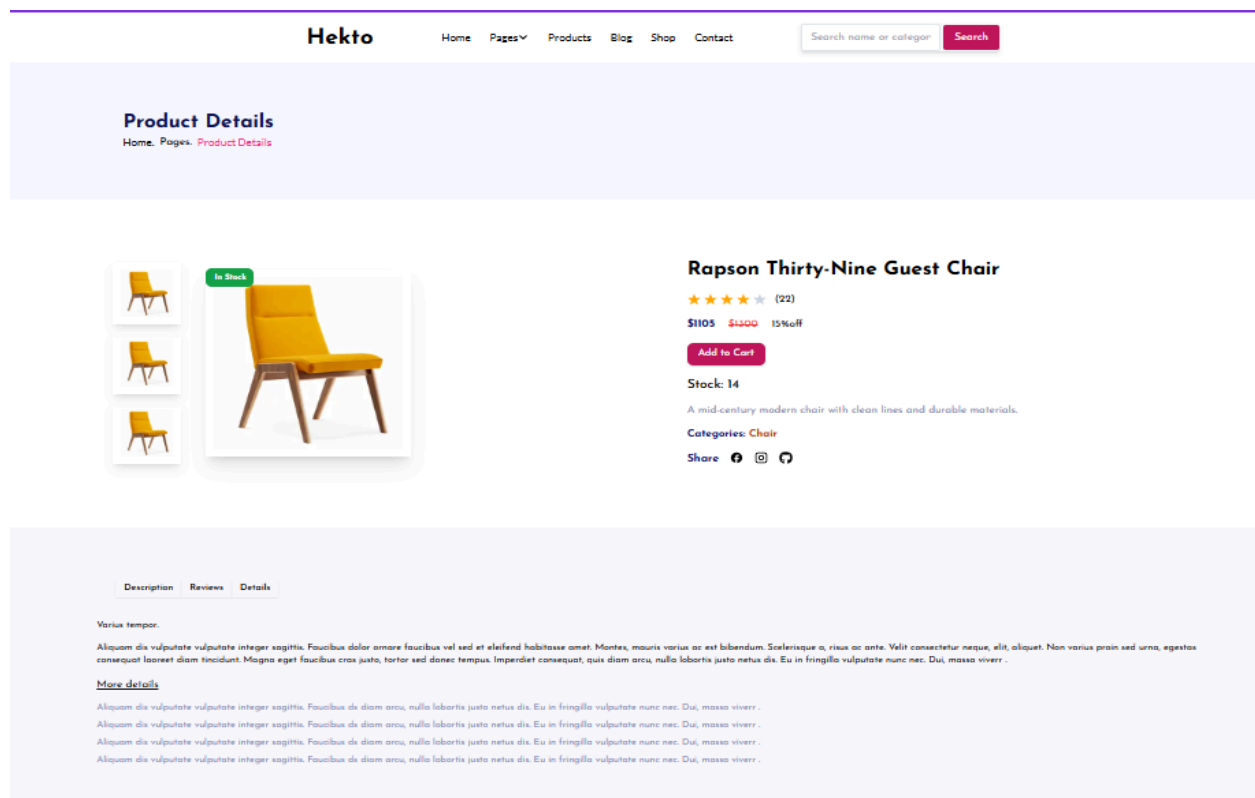 Hekto
Home Pages Products Blog Shop Contact
Search name or categor
Search
Product Details
Home. Pages. Product Details
In Stock
Rapson Thirty-Nine Guest Chair
(22)
$1105 $1300 15%off
Add to Cart
Stock: 14
A mid-century modern chair with clean lines and durable materials.
Categories: Chair
Share
Description Reviews Details
Varius tempor.
Aliquam dis vulputate vulputate integer sagittis. Faucibus dolor ornare faucibus vel sed et eleifend habitasse amet. Montes, mauris varius ac est bibendum. Scelerisque a, risus ac ante. Velit consectetur neque, elit, aliquet. Non varius proin sed urna, egestas
consequat laoreet diam tincidunt. Magna eget faucibus cras justo, tortor sed donec tempus. Imperdiet consequat, quis diam arcu, nulla lobortis justo netus dis. Eu in fringilla vulputate nunc nec. Dui, massa viverr .
More details
Aliquam dis vulputate vulputate integer sagittis. Faucibus ds diam arcu, nulla lobortis justo netus dis. Eu in fringilla vulputate nunc nec. Dui, massa viverr .
Aliquam dis vulputate vulputate integer sagittis. Faucibus ds diam arcu, nulla lobortis justo netus dis. Eu in fringilla vulputate nunc nec. Dui, massa viverr .
Aliquam dis vulputate vulputate integer sagittis. Faucibus ds diam arcu, nulla lobortis justo netus dis. Eu in fringilla vulputate nunc nec. Dui, massa viverr .
Aliquam dis vulputate vulputate integer sagittis. Faucibus ds diam arcu, nulla lobortis justo netus dis. Eu in fringilla vulputate nunc nec. Dui, massa viverr .